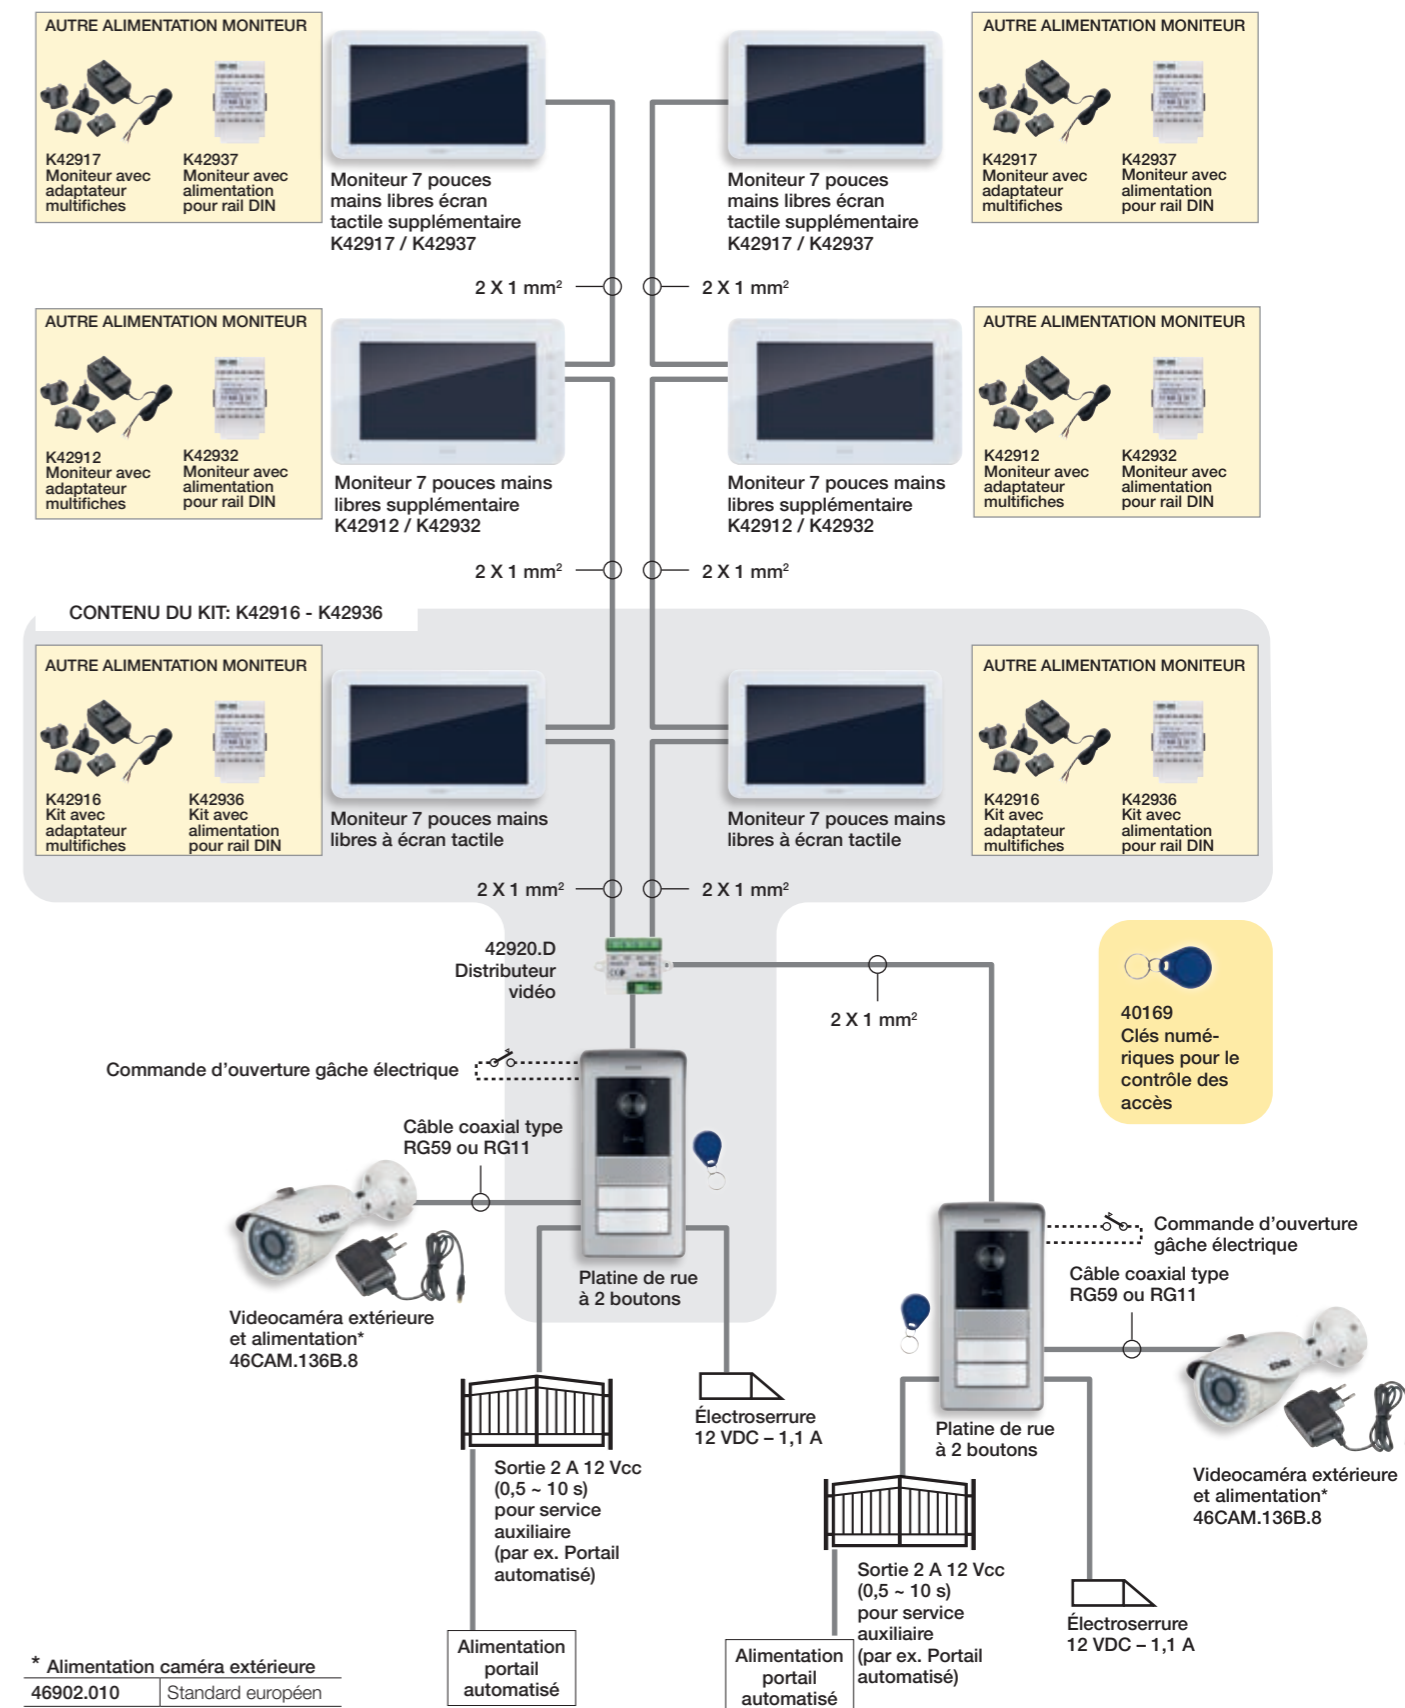 AUTRE ALIMENTATION MONITEUR
K42917
Moniteur avec
adaptateur
multifiches
K42937
Moniteur avec
alimentation
pour rail DIN
Moniteur 7 pouces
mains libres écran
tactile supplémentaire
K42917 / K42937
Moniteur 7 pouces
mains libres écran
tactile supplémentaire
K42917 / K42937
AUTRE ALIMENTATION MONITEUR
K42917
Moniteur avec
adaptateur
multifiches
K42937
Moniteur avec
alimentation
pour rail DIN
2 X 1 mm²
2 X 1 mm²
AUTRE ALIMENTATION MONITEUR
K42912
Moniteur avec
adaptateur
multifiches
K42932
Moniteur avec
alimentation
pour rail DIN
Moniteur 7 pouces mains
libres supplémentaire
K42912 / K42932
Moniteur 7 pouces mains
libres supplémentaire
K42912 / K42932
AUTRE ALIMENTATION MONITEUR
K42912
Moniteur avec
adaptateur
multifiches
K42932
Moniteur avec
alimentation
pour rail DIN
2 X 1 mm²
2 X 1 mm²
CONTENU DU KIT: K42916 - K42936
AUTRE ALIMENTATION MONITEUR
K42916
Kit avec
adaptateur
multifiches
K42936
Kit avec
alimentation
pour rail DIN
Moniteur 7 pouces mains
libres à écran tactile
Moniteur 7 pouces mains
libres à écran tactile
AUTRE ALIMENTATION MONITEUR
K42916
Kit avec
adaptateur
multifiches
K42936
Kit avec
alimentation
pour rail DIN
2 X 1 mm²
2 X 1 mm²
42920.D
Distributeur
vidéo
2 X 1 mm²
40169
Clés numé-
riques pour le
contrôle des
accès
Commande d'ouverture gâche électrique
Câble coaxial type
RG59 ou RG11
Videocaméra extérieure
et alimentation*
46CAM.136B.8
Platine de rue
à 2 boutons
Commande d'ouverture
gâche électrique
Câble coaxial type
RG59 ou RG11
Électroserrure
12 VDC – 1,1 A
Platine de rue
à 2 boutons
Videocaméra extérieure
et alimentation*
46CAM.136B.8
Sortie 2 A 12 Vcc
(0,5 ~ 10 s)
pour service
auxiliaire
(par ex. Portail
automatisé)
Sortie 2 A 12 Vcc
(0,5 ~ 10 s)
pour service
auxiliaire
(par ex. Portail
automatisé)
Électroserrure
12 VDC – 1,1 A
Alimentation
portail
automatisé
Alimentation
portail
automatisé
* Alimentation caméra extérieure
46902.010 Standard européen